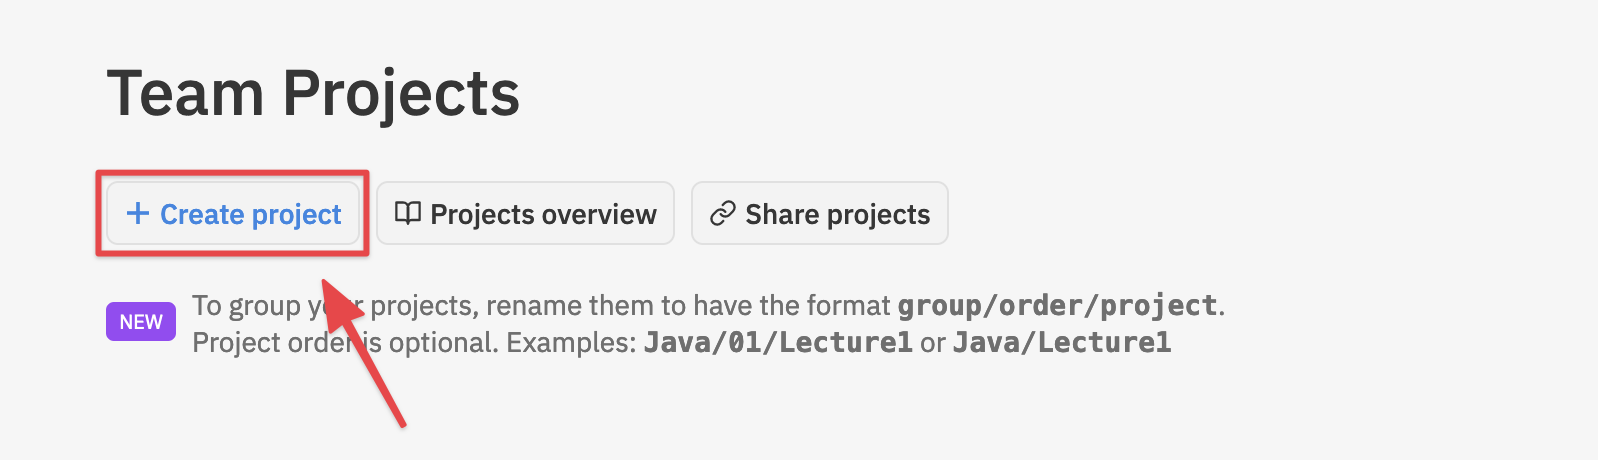 Team Projects
+ Create project
Projects overview
Share projects
NEW
To group your projects, rename them to have the format group/order/project.
Project order is optional. Examples: Java/01/Lecture1 or Java/Lecture1